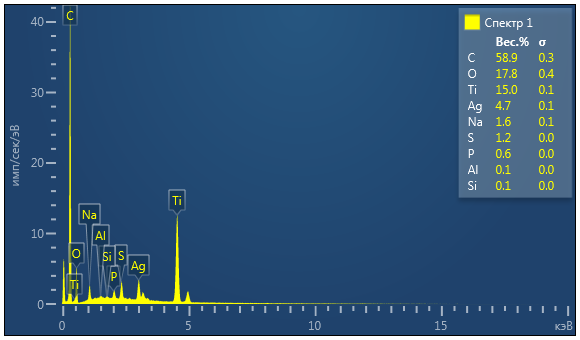 Спектр 1
Вес.% σ
C 58.9 0.3
O 17.8 0.4
Ti 15.0 0.1
Ag 4.7 0.1
Na 1.6 0.1
S 1.2 0.0
P 0.6 0.0
Al 0.1 0.0
Si 0.1 0.0
имп/сек/эВ
40
30
20
10
0
C
Ti
Na
Al
O
Si
S
P
Ag
Ti
0 5 10 15 кэВ